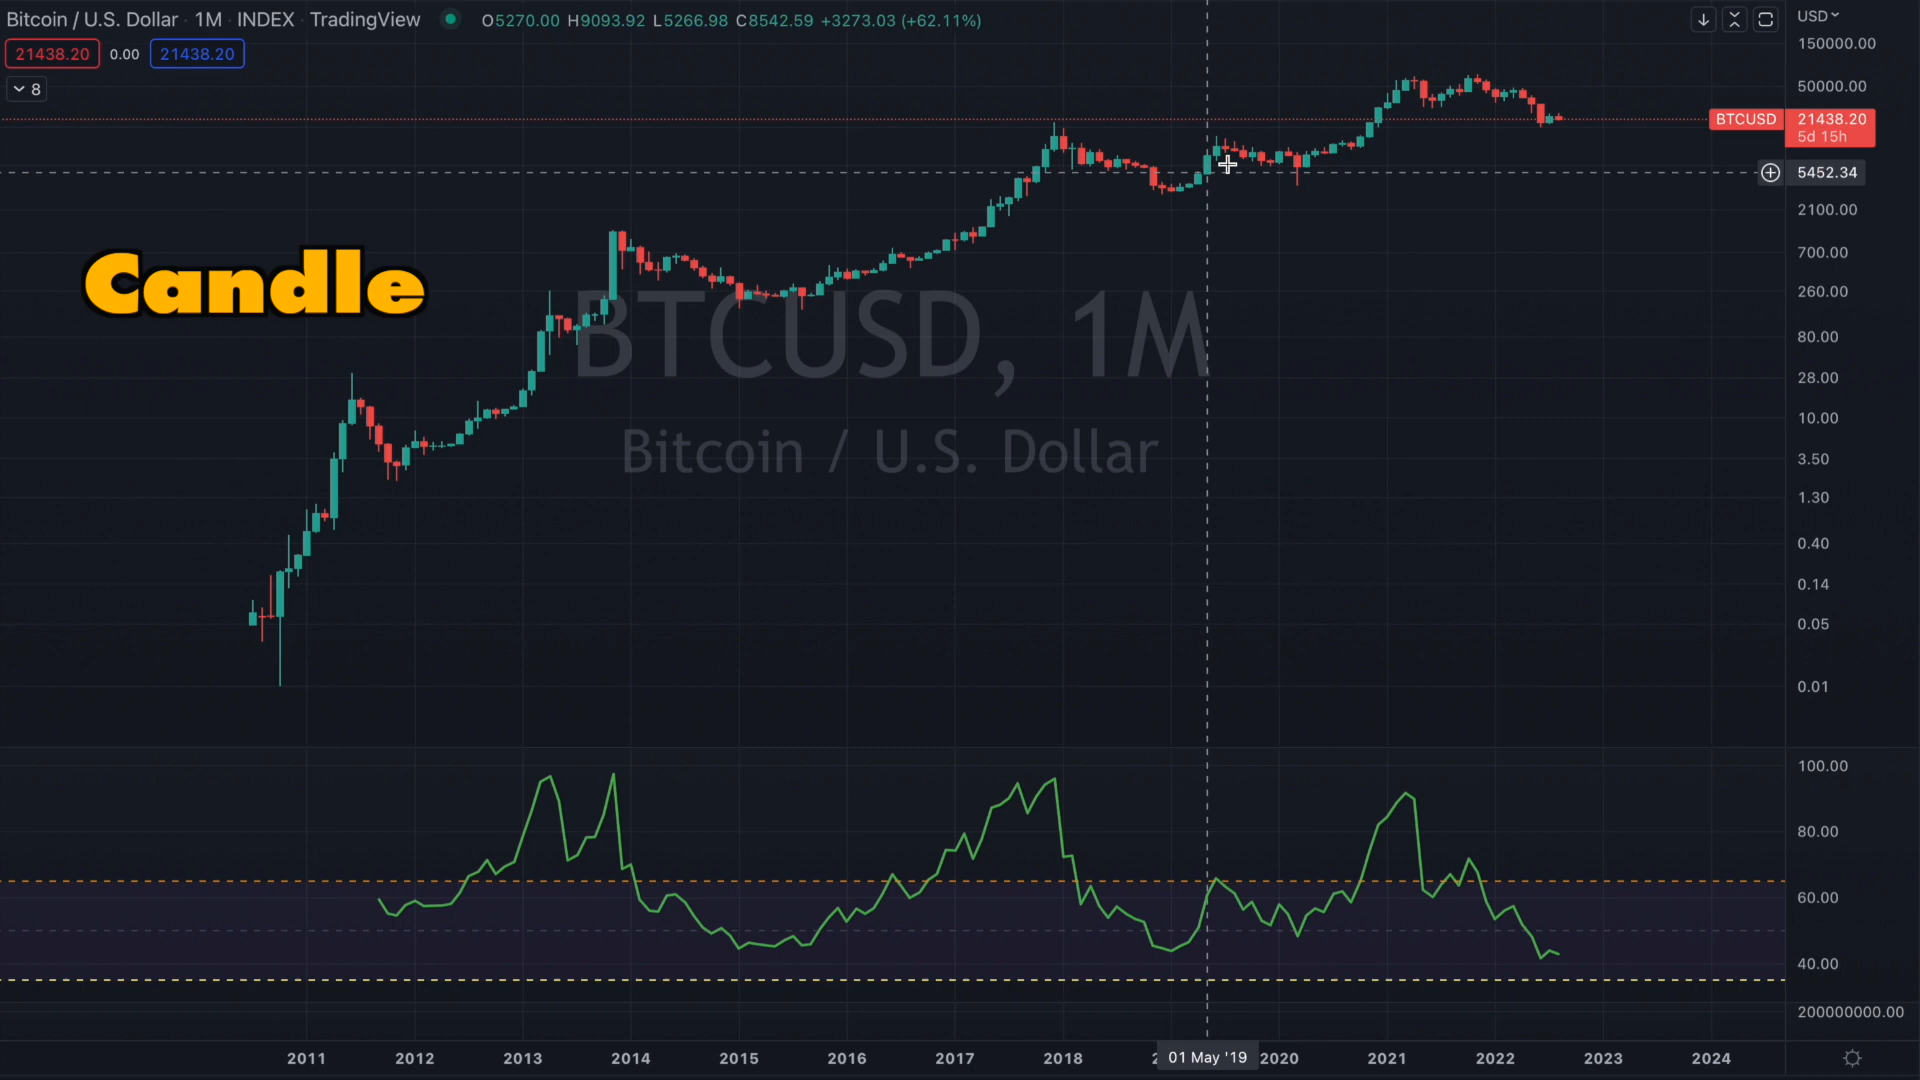 Bitcoin / U.S. Dollar · 1M · INDEX · TradingView O5270.00 H9093.92 L5266.98 C8542.59 +3273.03 (+62.11%)
USD
21438.20 0.00 21438.20
8
150000.00
50000.00
BTCUSD 21438.20
5d 15h
5452.34
2100.00
700.00
260.00
80.00
28.00
10.00
3.50
1.30
0.40
0.14
0.05
0.01
Candle
BTCUSD, 1M
Bitcoin / U.S. Dollar
100.00
80.00
60.00
40.00
200000000.00
2011 2012 2013 2014 2015 2016 2017 2018 01 May '19 2020 2021 2022 2023 2024